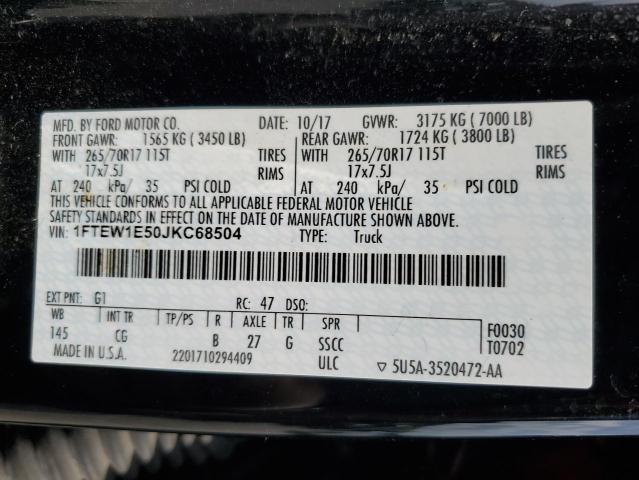 MFD. BY FORD MOTOR CO. DATE: 10/17 GVWR: 3175 KG ( 7000 LB)
FRONT GAWR: 1565 KG ( 3450 LB) REAR GAWR: 1724 KG ( 3800 LB)
WITH 265/70R17 115T TIRES WITH 265/70R17 115T TIRES
17x7.5J RIMS 17x7.5J RIMS
AT 240 kPa/ 35 PSI COLD AT 240 kPa/ 35 PSI COLD
THIS VEHICLE CONFORMS TO ALL APPLICABLE FEDERAL MOTOR VEHICLE
SAFETY STANDARDS IN EFFECT ON THE DATE OF MANUFACTURE SHOWN ABOVE.
VIN: 1FTEW1E50JKC68504 TYPE: Truck
EXT PNT: G1 RC: 47 DSO:
WB INT TR TP/PS R AXLE TR SPR F0030
145 CG B 27 G SSCC T0702
MADE IN U.S.A. 2201710294409 ULC ▽ 5U5A-3520472-AA